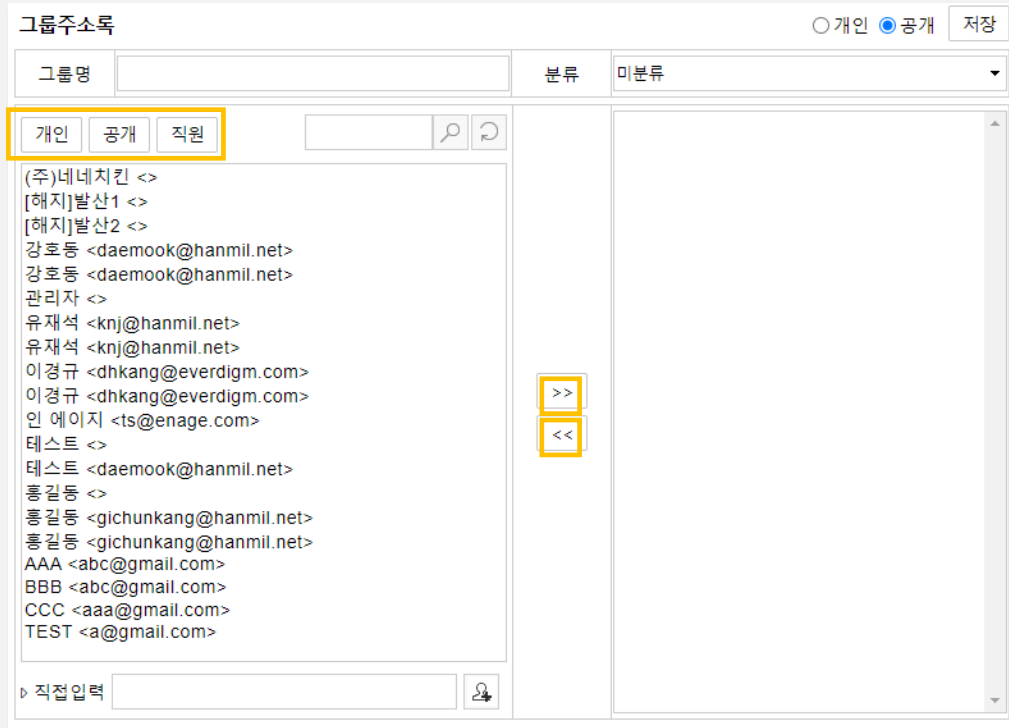 그룹주소록 개인 공개 저장
그룹명 분류 미분류
개인 공개 직원
(주)네네치킨 <>
[해지]발산1 <>
[해지]발산2 <>
강호동 <daemook@hanmil.net>
강호동 <daemook@hanmil.net>
관리자 <>
유재석 <knj@hanmil.net>
유재석 <knj@hanmil.net>
이경규 <dhkang@everdigm.com>
이경규 <dhkang@everdigm.com>
인 에이지 <ts@enage.com>
테스트 <>
테스트 <daemook@hanmil.net>
홍길동 <>
홍길동 <gichunkang@hanmil.net>
홍길동 <gichunkang@hanmil.net>
AAA <abc@gmail.com>
BBB <abc@gmail.com>
CCC <aaa@gmail.com>
TEST <a@gmail.com>
>>
<<
직접입력